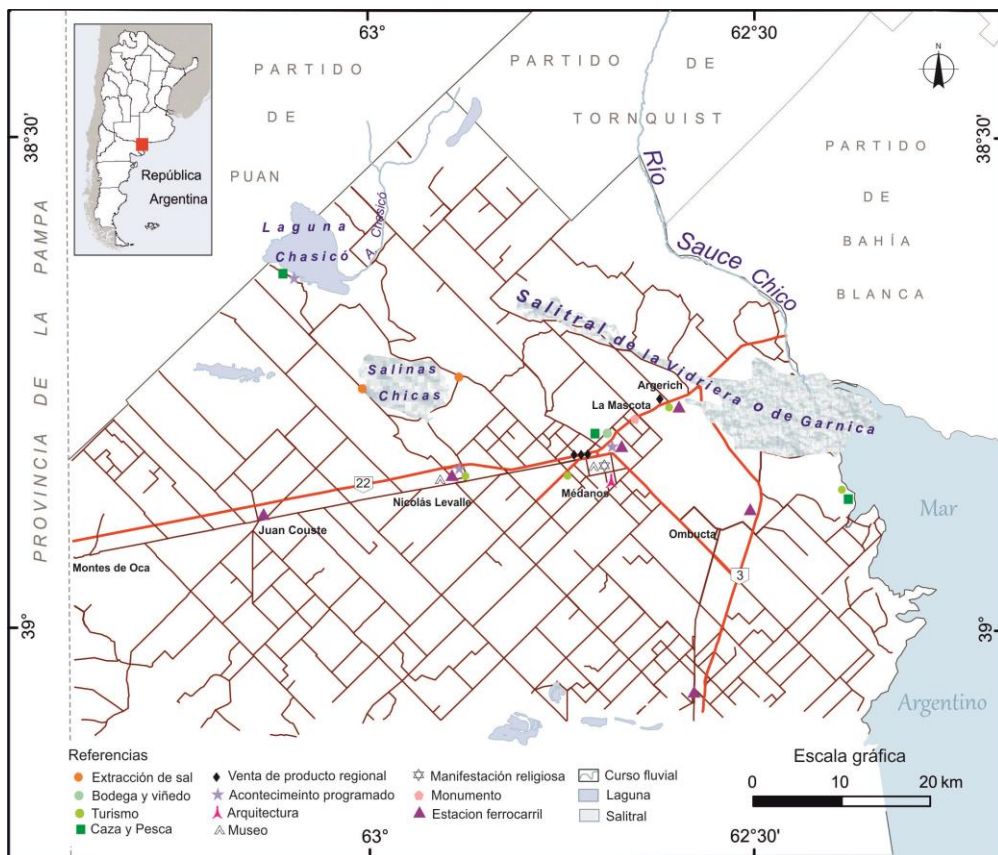 63°
62°30'
N
38°30'
38°30'
39°
39°
63°
62°30'
República
Argentina
PARTIDO
DE
PUAN
PARTIDO DE
TORNQUIST
PARTIDO
DE
BAHÍA
BLANCA
PROVINCIA DE LA PAMPA
Laguna
Chasicó
A. Chasicó
Río
Sauce Chico
Salitral de la Vidriera o de Garnica
Salinas
Chicas
Argerich
La Mascota
22
Nicolás Levalle
Médanos
Juan Couste
Ombucta
Montes de Oca
3
Mar
Argentino
Referencias
Extracción de sal
Bodega y viñedo
Turismo
Caza y Pesca
Venta de producto regional
Acontecimeinto programado
Arquitectura
Museo
Manifestación religiosa
Monumento
Estacion ferrocarril
Curso fluvial
Laguna
Salitral
Escala gráfica
0 10 20 km